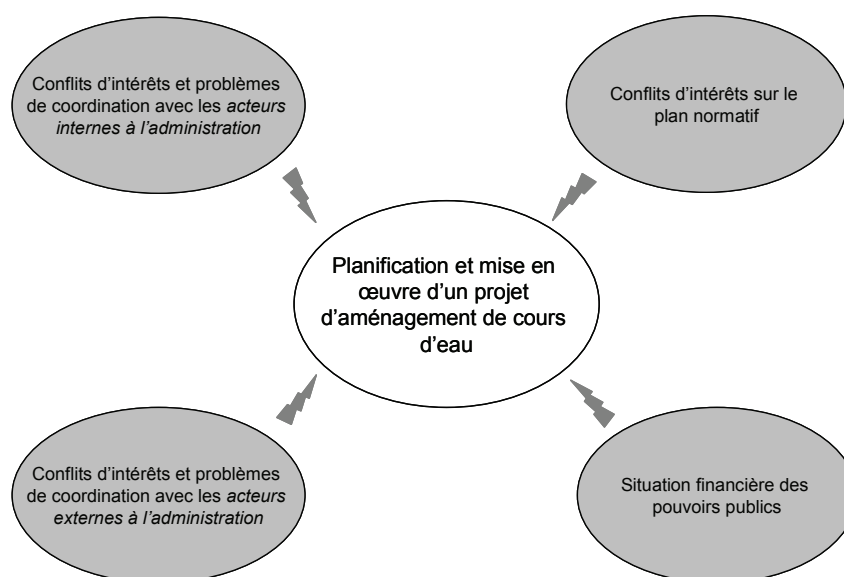 Conflits d'intérêts et problèmes
de coordination avec les acteurs
internes à l'administration
Conflits d'intérêts sur le
plan normatif
Planification et mise en
œuvre d'un projet
d'aménagement de cours
d'eau
Conflits d'intérêts et problèmes
de coordination avec les acteurs
externes à l'administration
Situation financière des
pouvoirs publics